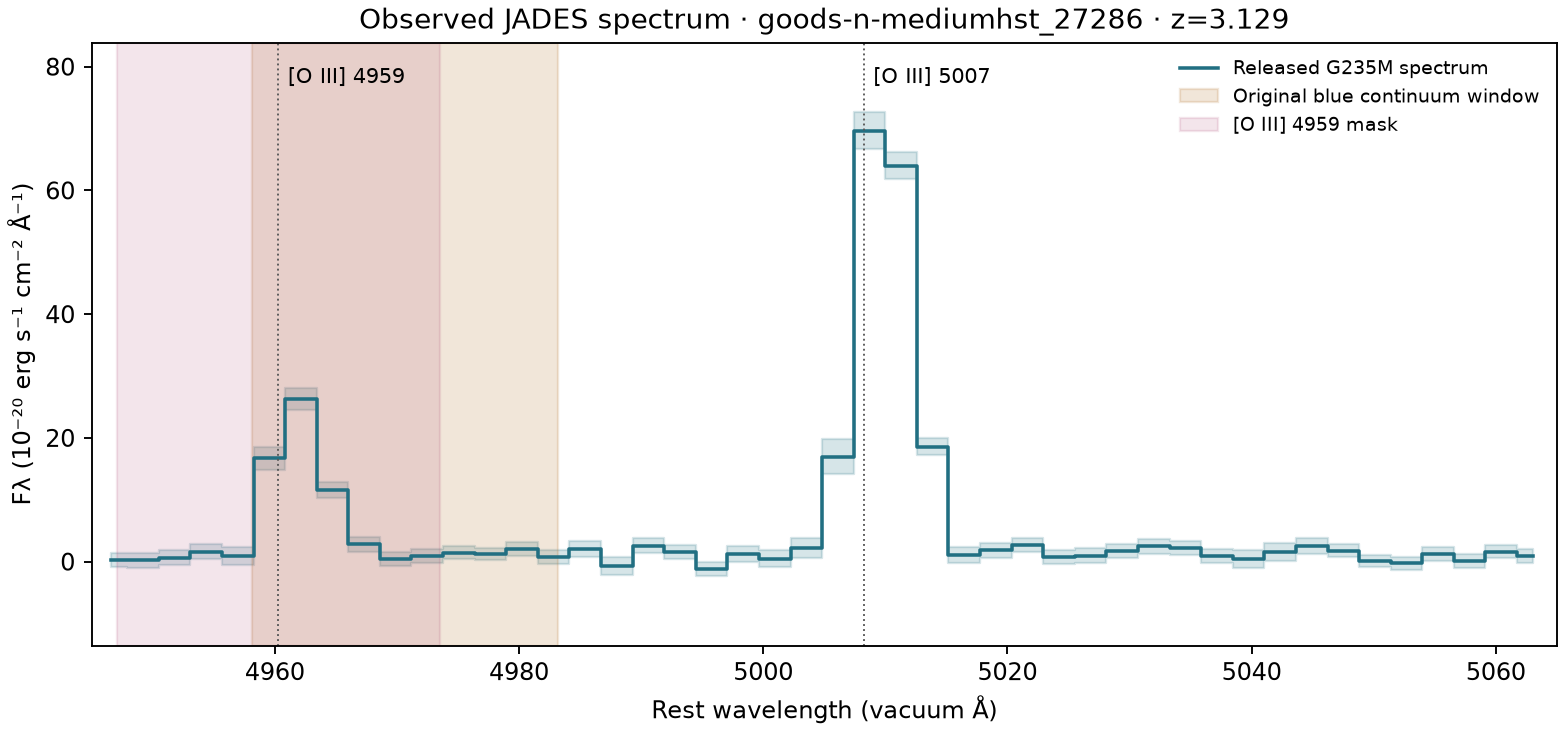 Observed JADES spectrum · goods-n-mediumhst_27286 · z=3.129
[O III] 4959
[O III] 5007
Released G235M spectrum
Original blue continuum window
[O III] 4959 mask
Fλ (10⁻²⁰ erg s⁻¹ cm⁻² Å⁻¹)
80
60
40
20
0
4960 4980 5000 5020 5040 5060
Rest wavelength (vacuum Å)